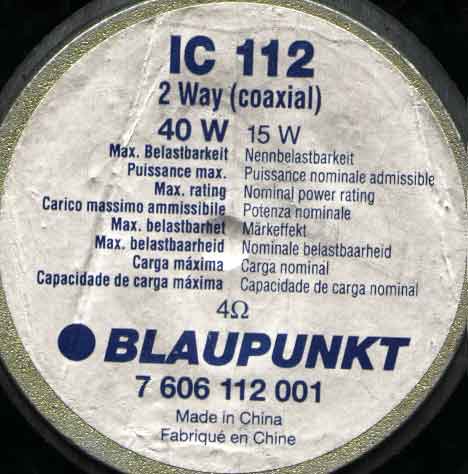 IC 112
2 Way (coaxial)
40 W 15 W
Max. Belastbarkeit Nennbelastbarkeit
Puissance max. Puissance nominale admissible
Max. rating Nominal power rating
Carico massimo ammissibile Potenza nominale
Max. belastbarhet Märkeffekt
Max. belastbaarheid Nominale belastbaarheid
Carga máxima Carga nominal
Capacidade de carga máxima Capacidade de carga nominal
4Ω
BLAUPUNKT
7 606 112 001
Made in China
Fabriqué en Chine